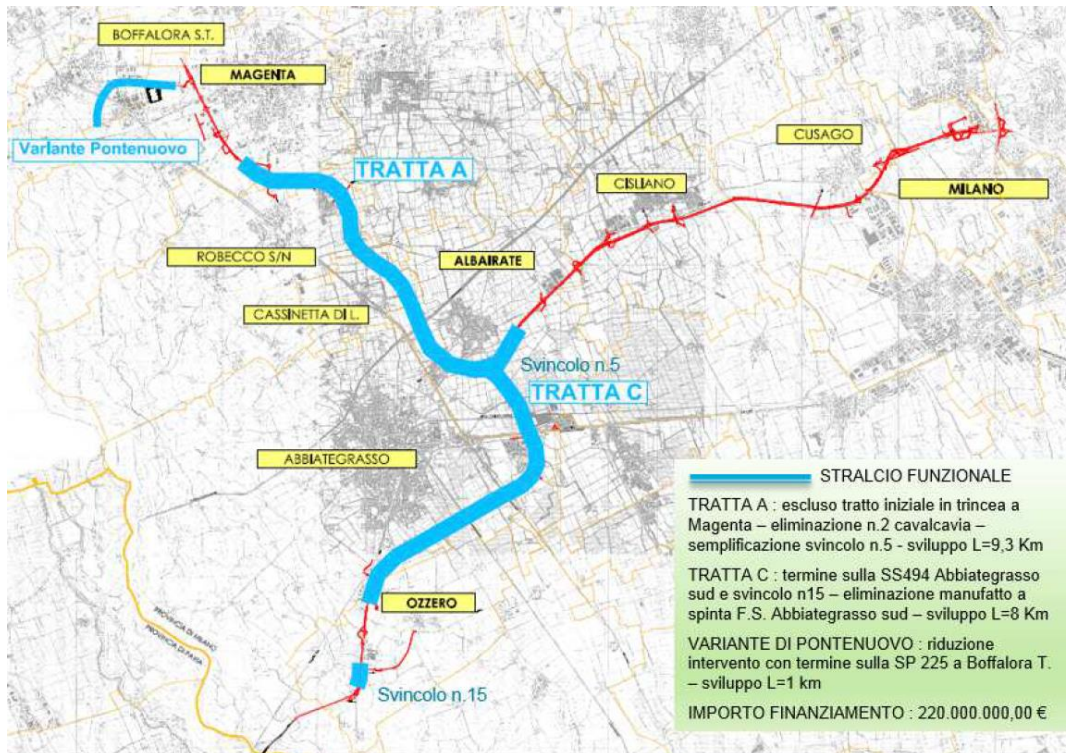 BOFFALORA S.T.
MAGENTA
Variante Pontenuovo
TRATTA A
CUSAGO
CISLIANO
MILANO
ROBECCO S/N
ALBAIRATE
CASSINETTA DI L.
Svincolo n.5
TRATTA C
ABBIATEGRASSO
OZZERO
Svincolo n.15
PROVINCIA DI MILANO
PROVINCIA DI PAVIA
STRALCIO FUNZIONALE
TRATTA A : escluso tratto iniziale in trincea a
Magenta – eliminazione n.2 cavalcavia –
semplificazione svincolo n.5 - sviluppo L=9,3 Km
TRATTA C : termine sulla SS494 Abbiategrasso
sud e svincolo n15 – eliminazione manufatto a
spinta F.S. Abbiategrasso sud – sviluppo L=8 Km
VARIANTE DI PONTENUOVO : riduzione
intervento con termine sulla SP 225 a Boffalora T.
– sviluppo L=1 km
IMPORTO FINANZIAMENTO : 220.000.000,00 €